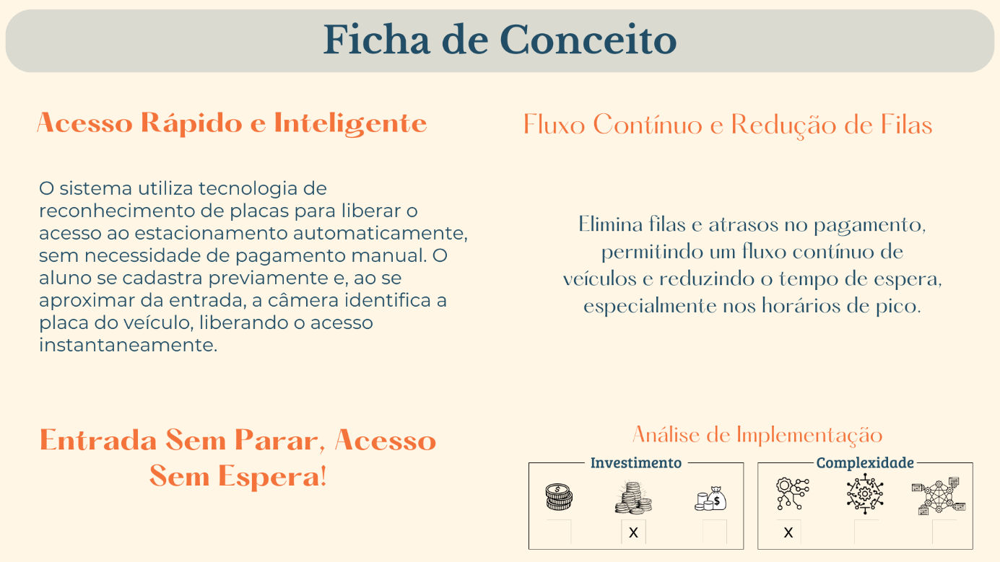 Ficha de Conceito
Acesso Rápido e Inteligente
O sistema utiliza tecnologia de
reconhecimento de placas para liberar o
acesso ao estacionamento automaticamente,
sem necessidade de pagamento manual. O
aluno se cadastra previamente e, ao se
aproximar da entrada, a câmera identifica a
placa do veículo, liberando o acesso
instantaneamente.
Entrada Sem Parar, Acesso
Sem Espera!
Fluxo Contínuo e Redução de Filas
Elimina filas e atrasos no pagamento,
permitindo um fluxo contínuo de
veículos e reduzindo o tempo de espera,
especialmente nos horários de pico.
Análise de Implementação
Investimento
X
Complexidade
X